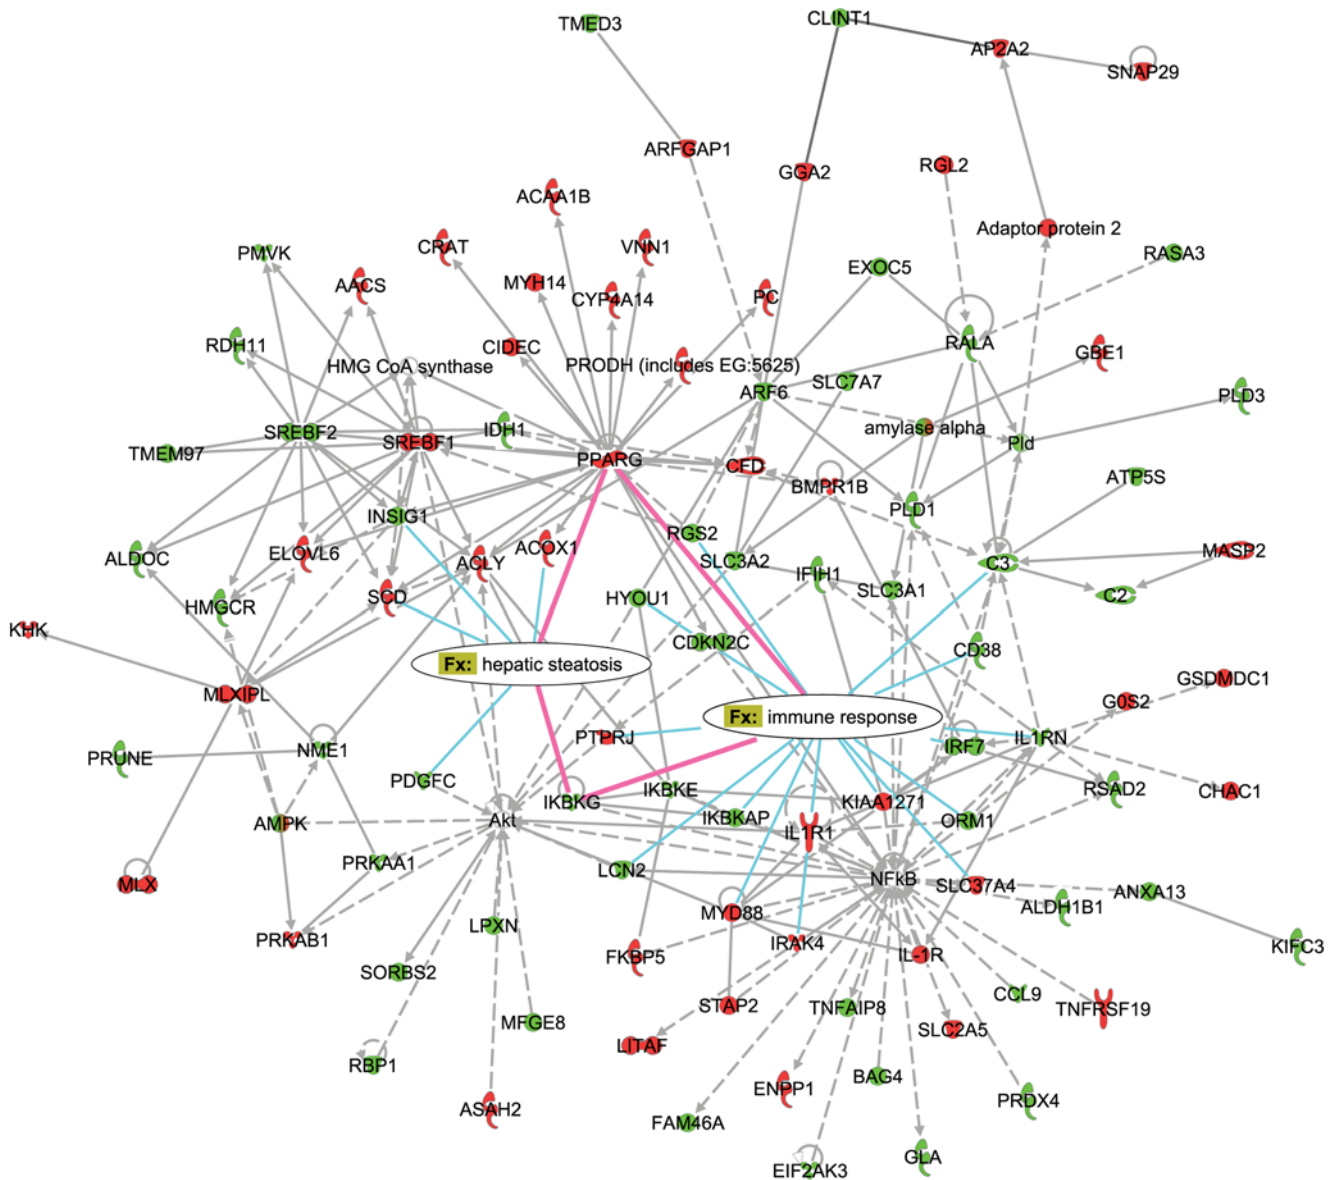 CLINT1
TMED3
AP2A2
SNAP29
ARFGAP1
GGA2
RGL2
ACAA1B
Adaptor protein 2
CRAT
VNN1
PMVK
RASA3
EXOC5
AACS
MYH14
CYP4A14
PC
RDH11
CIDEC
RALA
GBE1
HMG CoA synthase
PRODH (includes EG:5625)
SLC7A7
ARF6
PLD3
amylase alpha
SREBF2
IDH1
SREBF1
Pld
TMEM97
PPARG
CFD
BMPR1B
ATP5S
PLD1
INSIG1
RGS2
ALDOC
ELOVL6
ACOX1
ACLY
SLC3A2
C3
MASP2
IFIH1
SLC3A1
SCD
HYOU1
C2
HMGCR
KHK
CDKN2C
CD38
Fx: hepatic steatosis
GSDMDC1
MLXIPL
G0S2
Fx: immune response
PTPRJ
IL1RN
IRF7
NME1
PRUNE
PDGFC
IKBKE
RSAD2
CHAC1
IKBKG
KIAA1271
IKBKAP
Akt
ORM1
AMPK
IL1R1
PRKAA1
LCN2
NFkB
MLX
SLC37A4
ANXA13
ALDH1B1
MYD88
LPXN
PRKAB1
IRAK4
KIFC3
FKBP5
IL-1R
SORBS2
CCL9
STAP2
TNFAIP8
TNFRSF19
MFGE8
SLC2A5
LITAF
RBP1
BAG4
ENPP1
PRDX4
ASAH2
FAM46A
GLA
EIF2AK3